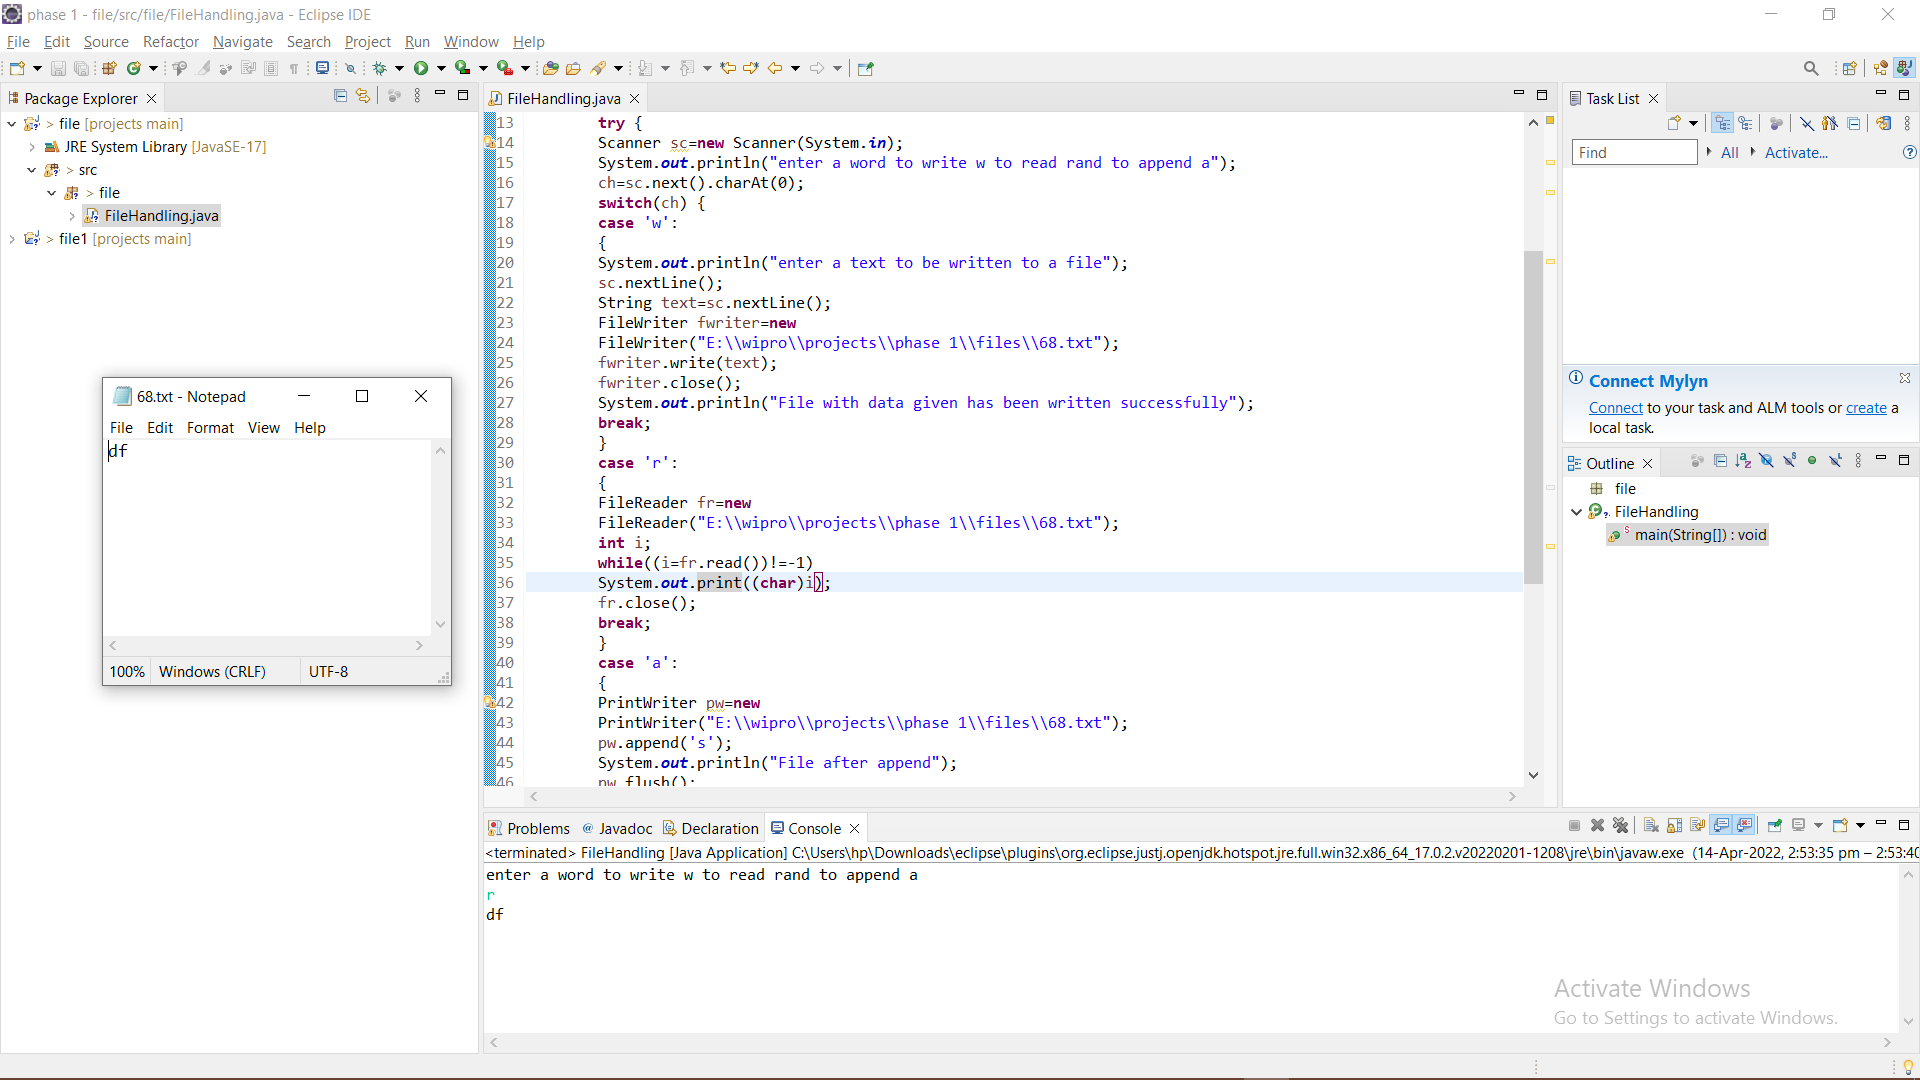 phase 1 - file/src/file/FileHandling.java - Eclipse IDE
File Edit Source Refactor Navigate Search Project Run Window Help
Package Explorer
> file [projects main]
JRE System Library [JavaSE-17]
> src
> file
FileHandling.java
> file1 [projects main]
68.txt - Notepad
File Edit Format View Help
df
100% Windows (CRLF) UTF-8
FileHandling.java
13 try {
14 Scanner sc=new Scanner(System.in);
15 System.out.println("enter a word to write w to read rand to append a");
16 ch=sc.next().charAt(0);
17 switch(ch) {
18 case 'w':
19 {
20 System.out.println("enter a text to be written to a file");
21 sc.nextLine();
22 String text=sc.nextLine();
23 FileWriter fwriter=new
24 FileWriter("E:\\wipro\\projects\\phase 1\\files\\68.txt");
25 fwriter.write(text);
26 fwriter.close();
27 System.out.println("File with data given has been written successfully");
28 break;
29 }
30 case 'r':
31 {
32 FileReader fr=new
33 FileReader("E:\\wipro\\projects\\phase 1\\files\\68.txt");
34 int i;
35 while((i=fr.read())!=-1)
36 System.out.print((char)i);
37 fr.close();
38 break;
39 }
40 case 'a':
41 {
42 PrintWriter pw=new
43 PrintWriter("E:\\wipro\\projects\\phase 1\\files\\68.txt");
44 pw.append('s');
45 System.out.println("File after append");
46 pw.flush();
Problems Javadoc Declaration Console
<terminated> FileHandling [Java Application] C:\Users\hp\Downloads\eclipse\plugins\org.eclipse.justj.openjdk.hotspot.jre.full.win32.x86_64_17.0.2.v20220201-1208\jre\bin\javaw.exe (14-Apr-2022, 2:53:35 pm – 2:53:40
enter a word to write w to read rand to append a
r
df
Task List
Find All Activate...
Connect Mylyn
Connect to your task and ALM tools or create a
local task.
Outline
file
FileHandling
main(String[]) : void
Activate Windows
Go to Settings to activate Windows.